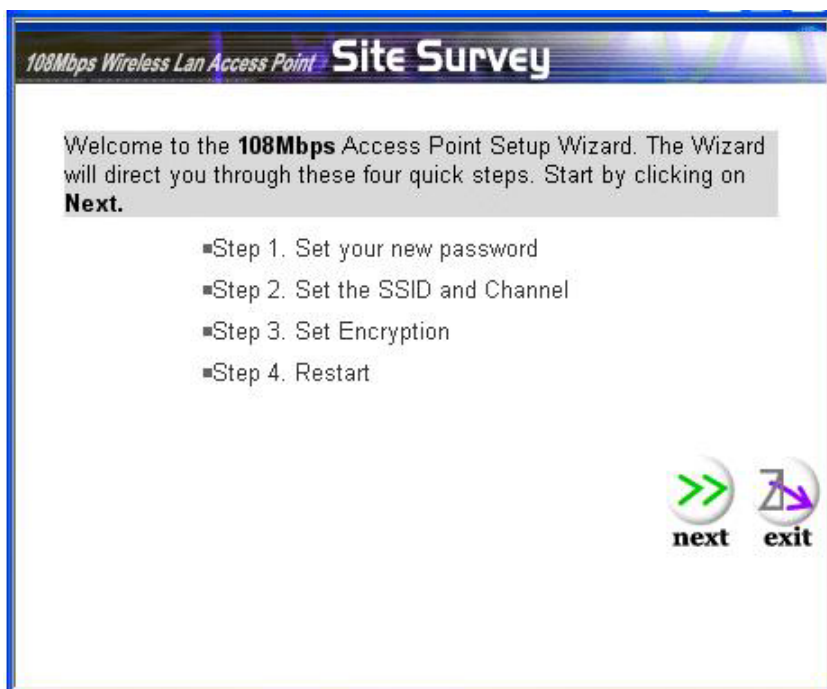 108Mbps Wireless Lan Access Point Site Survey
Welcome to the 108Mbps Access Point Setup Wizard. The Wizard
will direct you through these four quick steps. Start by clicking on
Next.
Step 1. Set your new password
Step 2. Set the SSID and Channel
Step 3. Set Encryption
Step 4. Restart
next exit